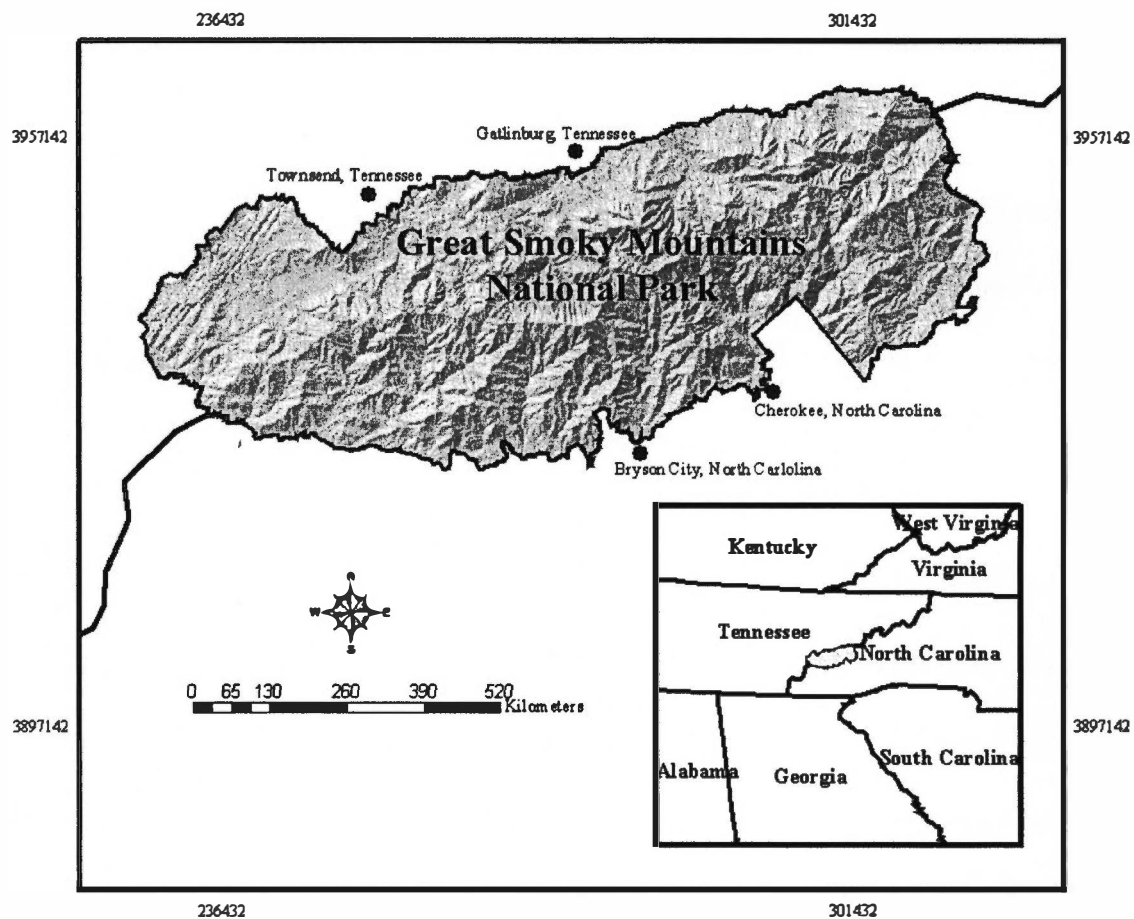 236432
301432
3957142
3957142
Gatlinburg, Tennessee
Townsend, Tennessee
Great Smoky Mountains
National Park
Cherokee, North Carolina
Bryson City, North Carlolina
West Virginia
Kentucky
Virginia
N
W
E
S
Tennessee
North Carolina
0 65 130 260 390 520
Kilometers
3897142
3897142
South Carolina
Alabama
Georgia
236432
301432